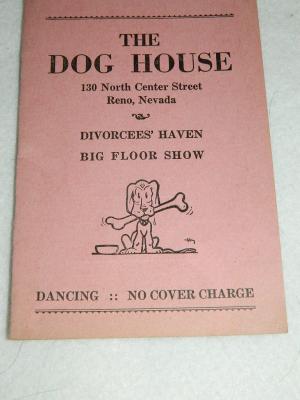 THE
DOG HOUSE
130 North Center Street
Reno, Nevada
DIVORCEES' HAVEN
BIG FLOOR SHOW
DANCING :: NO COVER CHARGE